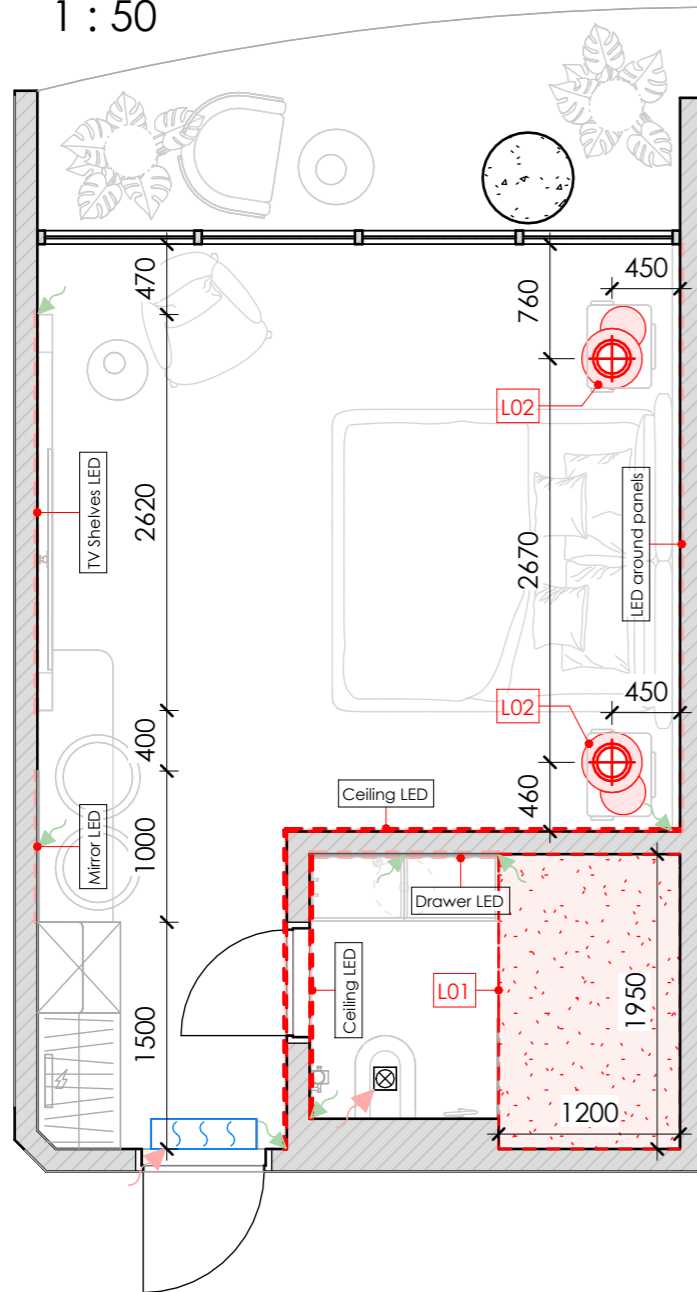 1 : 50
470
760
450
L02
TV Shelves LED
2620
2670
LED around panels
450
L02
400
460
Ceiling LED
Mirror LED
1000
Drawer LED
Ceiling LED
L01
1950
1500
1200